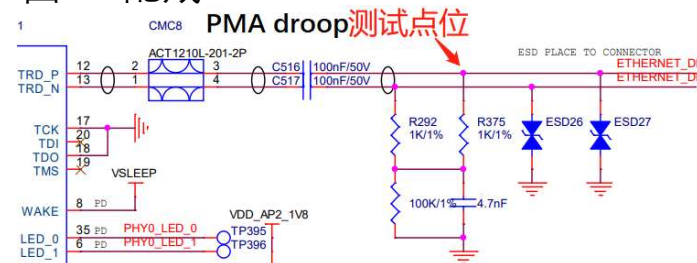 1
CMC8
PMA droop测试点位
ACT1210L-201-2P
ESD PLACE TO CONNECTOR
ETHERNET_D
ETHERNET_D
TRD_P 12 2 3 C516 100nF/50V
TRD_N 13 1 4 C517 100nF/50V
R292
1K/1%
R375
1K/1%
ESD26
ESD27
TCK 17
TDI 20
TDO 18
TMS 19
VSLEEP
100K/1%
4.7nF
WAKE 8 PD
VDD_AP2_1V8
LED_0 35 PD PHY0_LED_0 TP395
LED_1 6 PD PHY0_LED_1 TP396